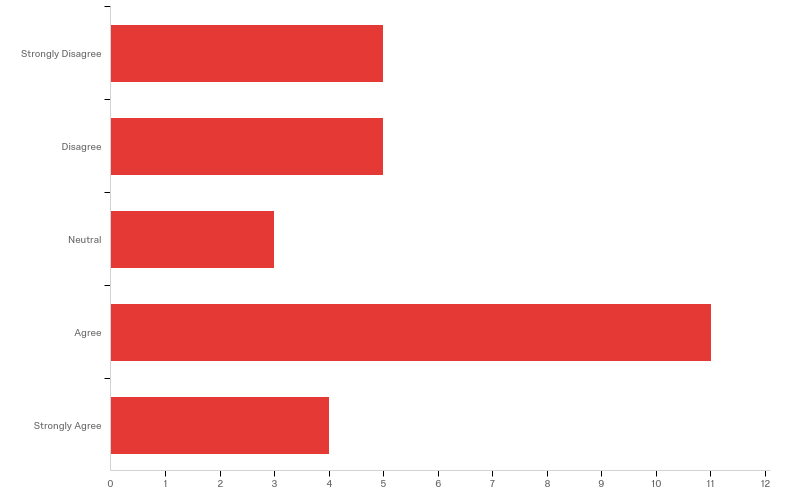 Strongly Disagree
Disagree
Neutral
Agree
Strongly Agree
0 1 2 3 4 5 6 7 8 9 10 11 12